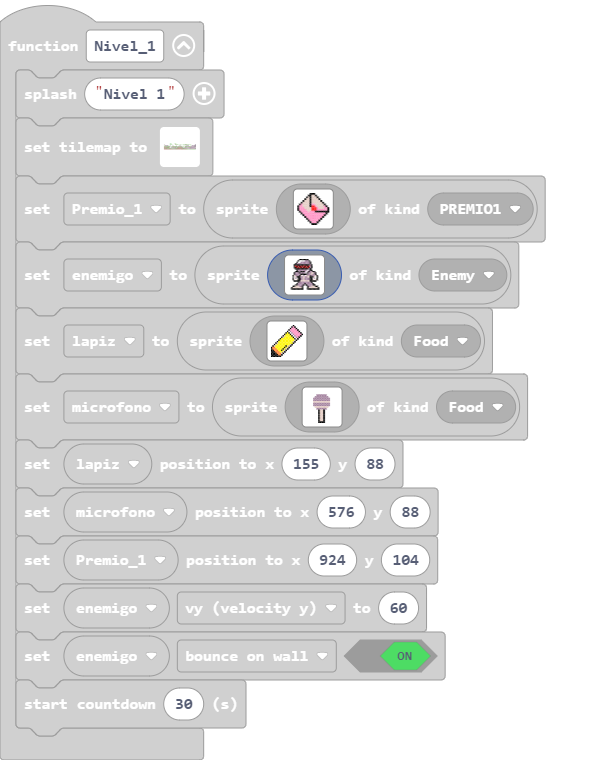 function Nivel_1
splash "Nivel 1"
set tilemap to
set Premio_1 to sprite of kind PREMIO1
set enemigo to sprite of kind Enemy
set lapiz to sprite of kind Food
set microfono to sprite of kind Food
set lapiz position to x 155 y 88
set microfono position to x 576 y 88
set Premio_1 position to x 924 y 104
set enemigo vy (velocity y) to 60
set enemigo bounce on wall ON
start countdown 30 (s)